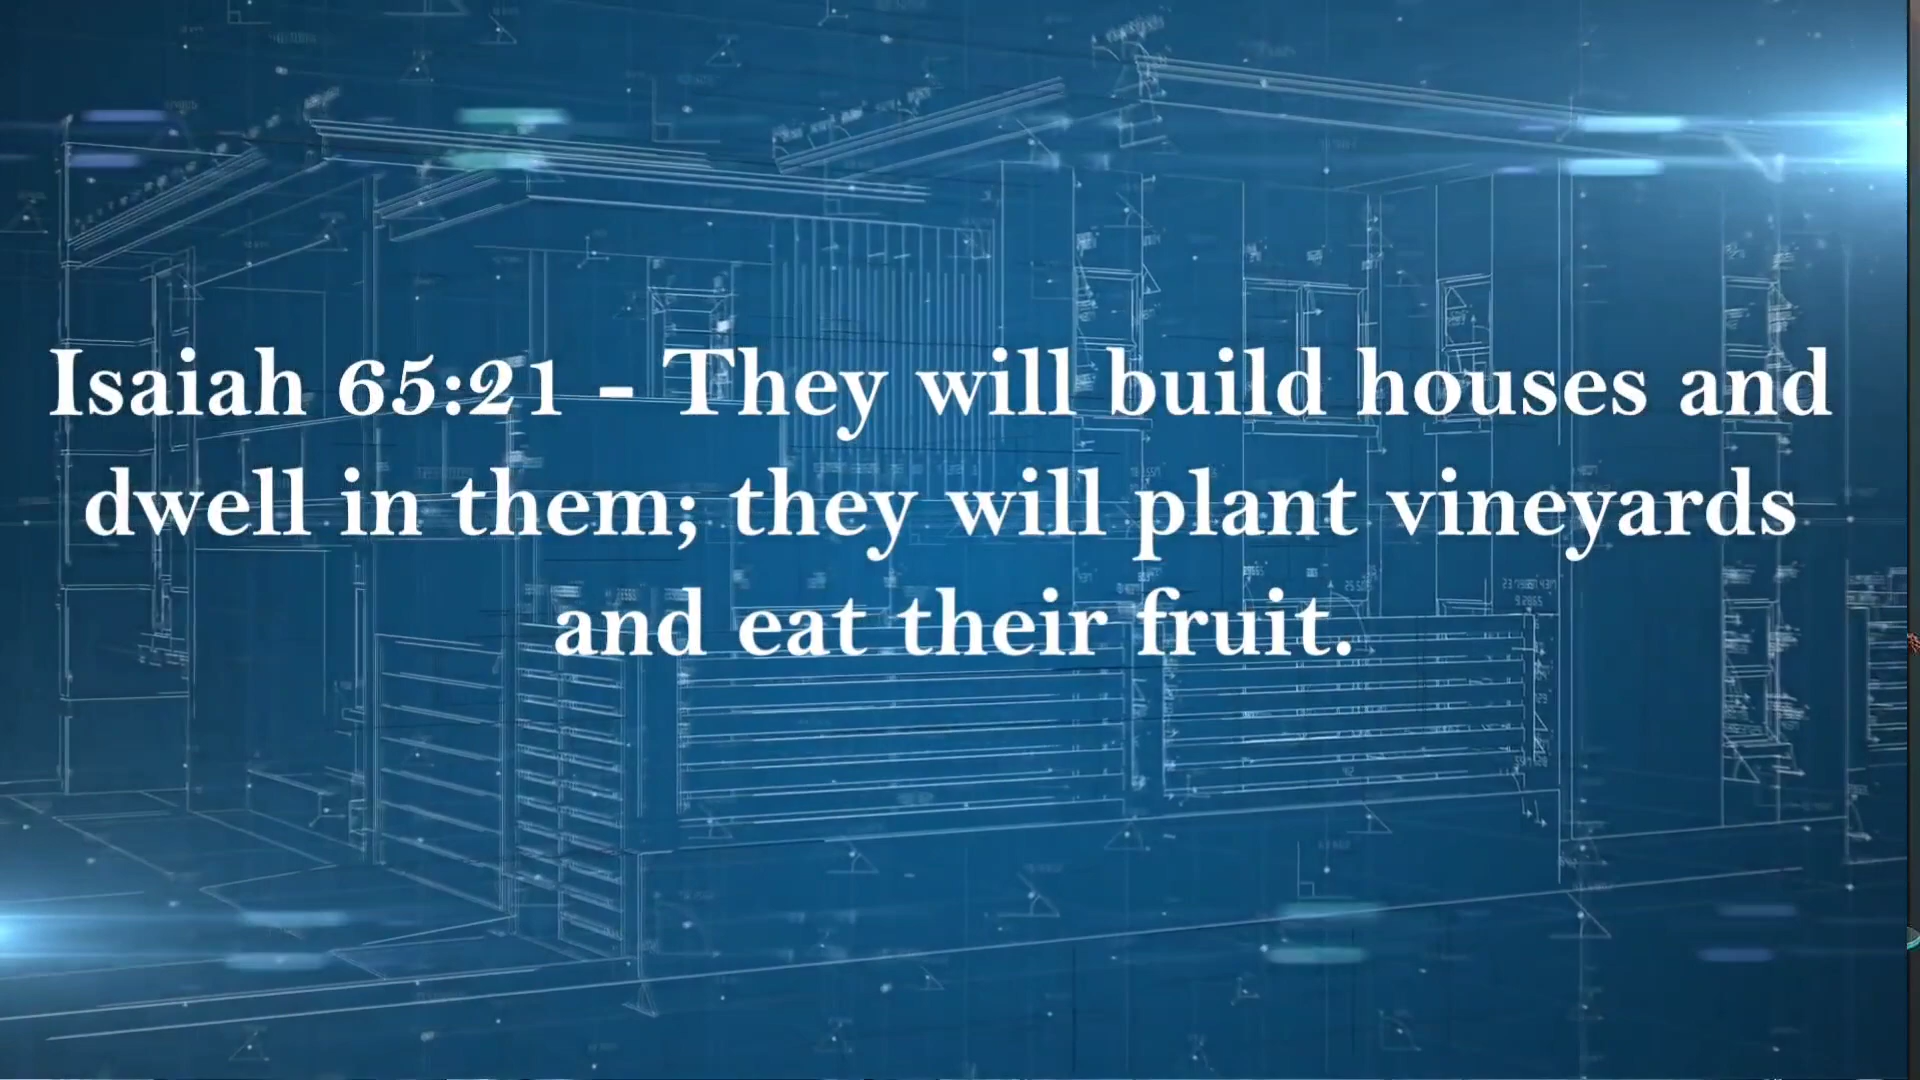 Isaiah 65:21 - They will build houses and
dwell in them; they will plant vineyards
and eat their fruit.